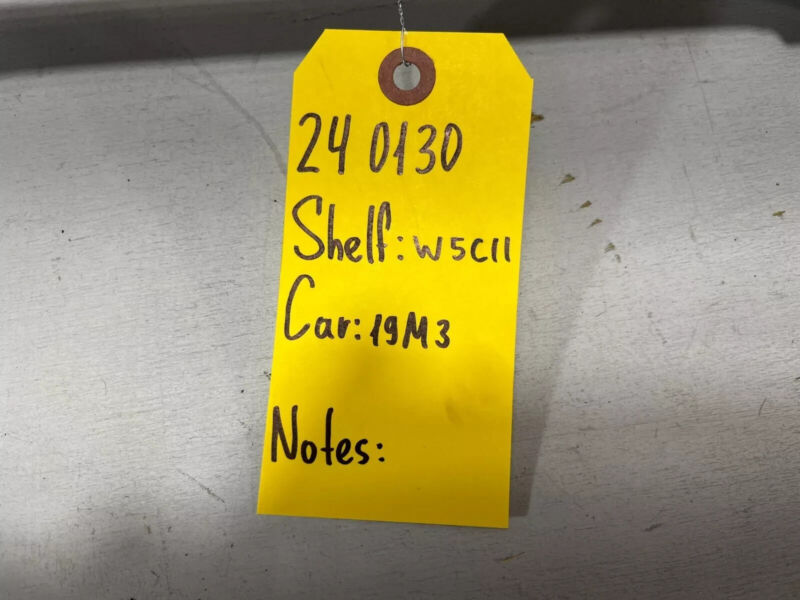 24 0130
Shelf: W5C11
Car: 19M3
Notes: